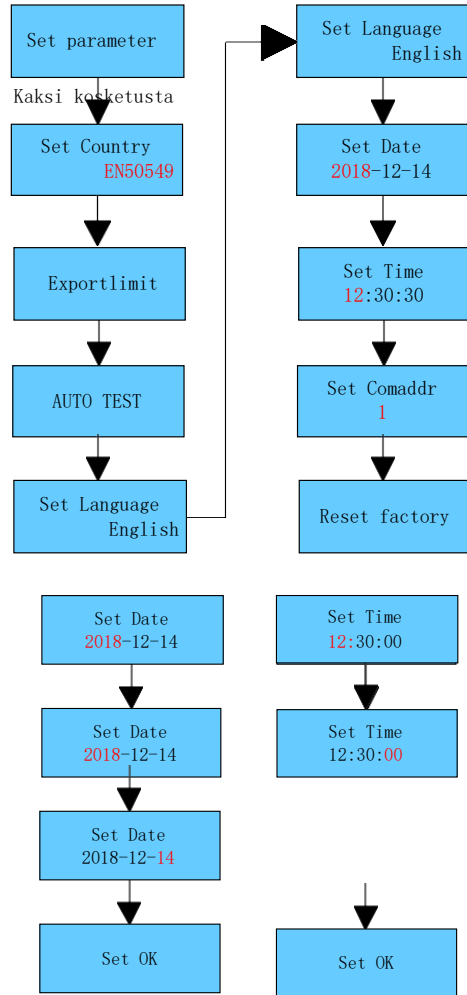 Set parameter
Kaksi kosketusta
Set Country
EN50549
Exportlimit
AUTO TEST
Set Language
English
Set Language
English
Set Date
2018-12-14
Set Time
12:30:30
Set Comaddr
1
Reset factory
Set Date
2018-12-14
Set Date
2018-12-14
Set Date
2018-12-14
Set OK
Set Time
12:30:00
Set Time
12:30:00
Set OK